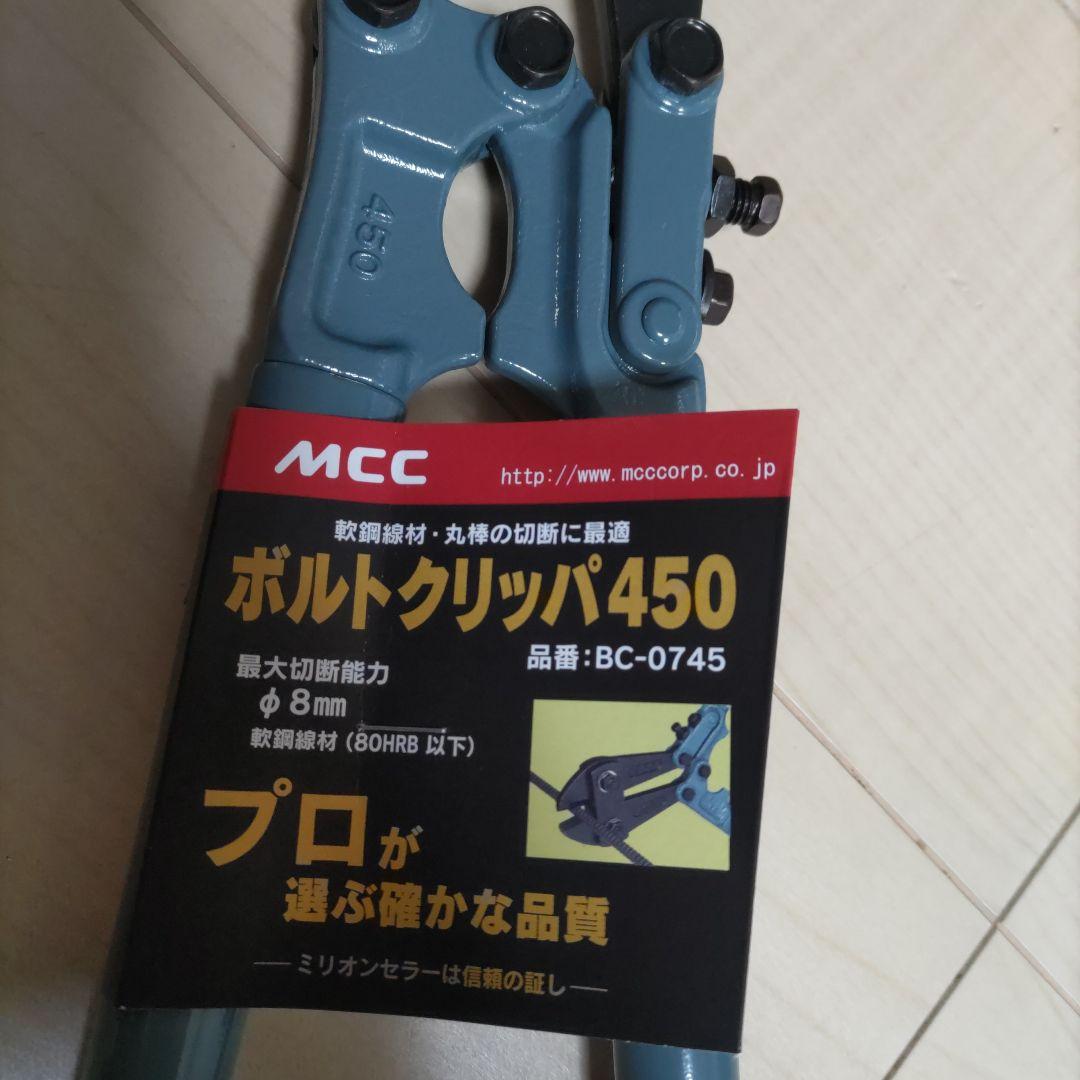 450
MCC
http://www.mcccorp.co.jp
軟鋼線材・丸棒の切断に最適
ボルトクリッパ450
品番:BC-0745
最大切断能力
φ8㎜
軟鋼線材(80HRB以下)
プロが
選ぶ確かな品質
ミリオンセラーは信頼の証し